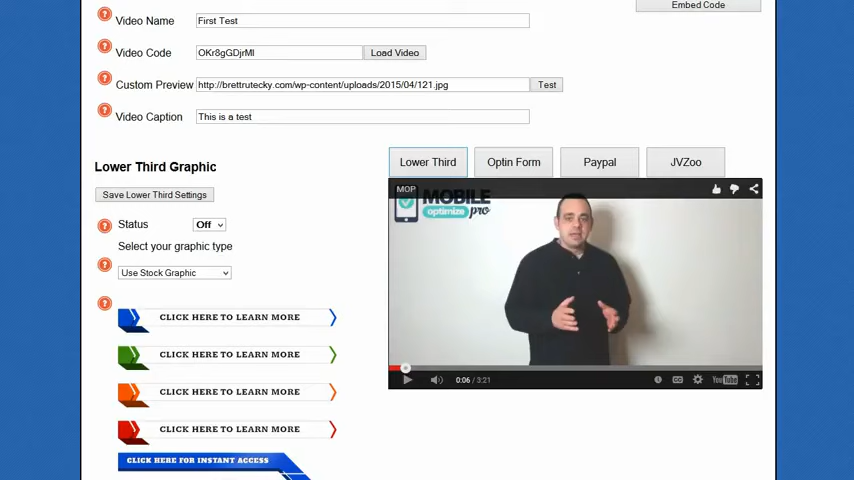 Embed Code
Video Name First Test
Video Code OKr8gGDjrMI Load Video
Custom Preview http://brettrutecky.com/wp-content/uploads/2015/04/121.jpg Test
Video Caption This is a test
Lower Third Optin Form Paypal JVZoo
Lower Third Graphic
Save Lower Third Settings
Status Off
Select your graphic type
Use Stock Graphic
CLICK HERE TO LEARN MORE
CLICK HERE TO LEARN MORE
CLICK HERE TO LEARN MORE
CLICK HERE TO LEARN MORE
CLICK HERE FOR INSTANT ACCESS
MOP
MOBILE
optimize pro
0:06 / 3:21
YouTube